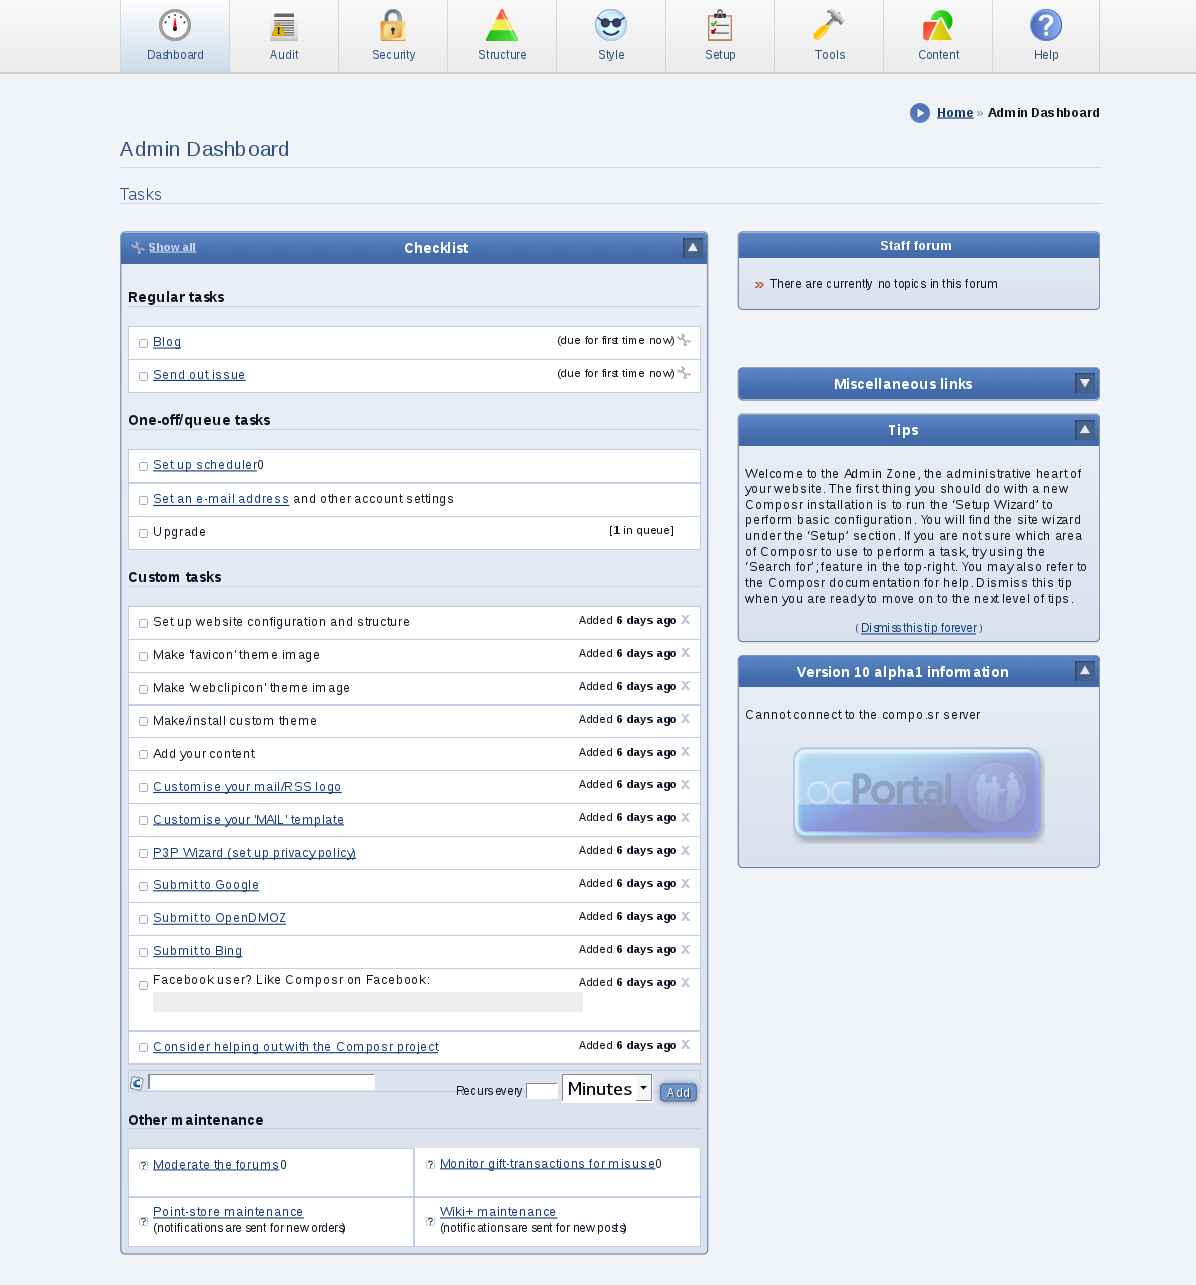 Dashboard
Audit
Security
Structure
Style
Setup
Tools
Content
Help
Home » Admin Dashboard
Admin Dashboard
Tasks
Show all
Checklist
Regular tasks
Blog
(due for first time now)
Send out issue
(due for first time now)
One-off/queue tasks
Set up scheduler0
Set an e-mail address and other account settings
Upgrade
[1 in queue]
Custom tasks
Set up website configuration and structure
Added 6 days ago X
Make 'favicon' theme image
Added 6 days ago X
Make 'webclipicon' theme image
Added 6 days ago X
Make/install custom theme
Added 6 days ago X
Add your content
Added 6 days ago X
Customise your mail/RSS logo
Added 6 days ago X
Customise your 'MAIL' template
Added 6 days ago X
P3P Wizard (set up privacy policy)
Added 6 days ago X
Submit to Google
Added 6 days ago X
Submit to OpenDMOZ
Added 6 days ago X
Submit to Bing
Added 6 days ago X
Facebook user? Like Composr on Facebook:
Added 6 days ago X
Consider helping out with the Composr project
Added 6 days ago X
Recurs every
Minutes
Add
Other maintenance
? Moderate the forums0
? Monitor gift-transactions for misuse0
? Point-store maintenance
(notifications are sent for new orders)
? Wiki+ maintenance
(notifications are sent for new posts)
Staff forum
» There are currently no topics in this forum
Miscellaneous links
Tips
Welcome to the Admin Zone, the administrative heart of
your website. The first thing you should do with a new
Composr installation is to run the ‘Setup Wizard’ to
perform basic configuration. You will find the site wizard
under the ‘Setup’ section. If you are not sure which area
of Composr to use to perform a task, try using the
‘Search for’; feature in the top-right. You may also refer to
the Composr documentation for help. Dismiss this tip
when you are ready to move on to the next level of tips.
( Dismiss this tip forever )
Version 10 alpha1 information
Cannot connect to the compo.sr server
ocPortal